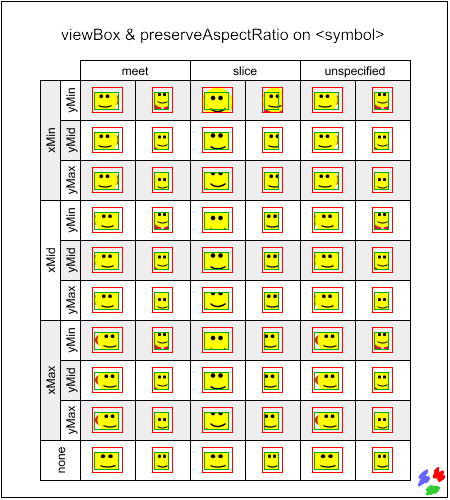 viewBox & preserveAspectRatio on <symbol>
meet slice unspecified
xMin
yMin
yMid
yMax
xMid
yMin
yMid
yMax
xMax
yMin
yMid
yMax
none